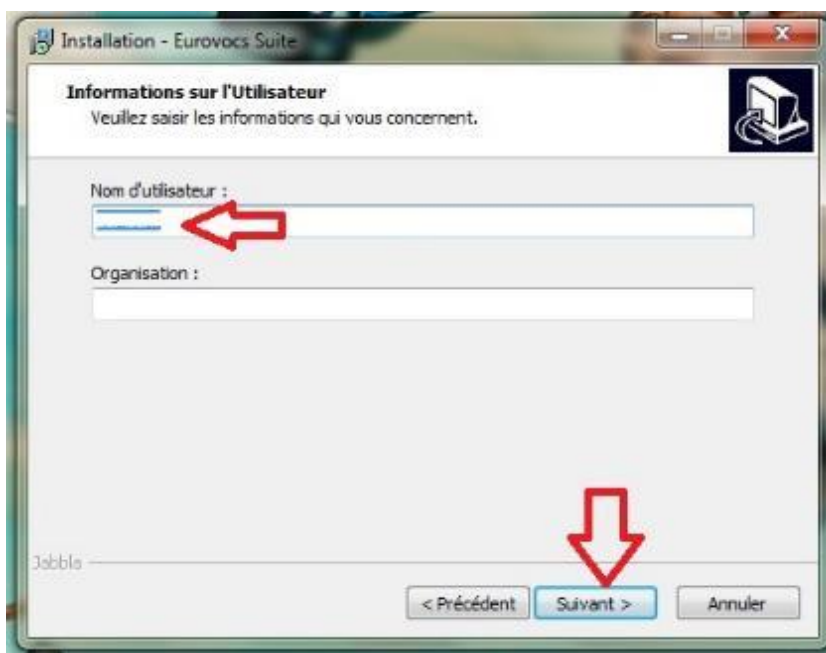 Installation - Eurovocs Suite
Informations sur l'Utilisateur
Veuillez saisir les informations qui vous concernent.
Nom d'utilisateur :
Organisation :
Jabbla
< Précédent
Suivant >
Annuler